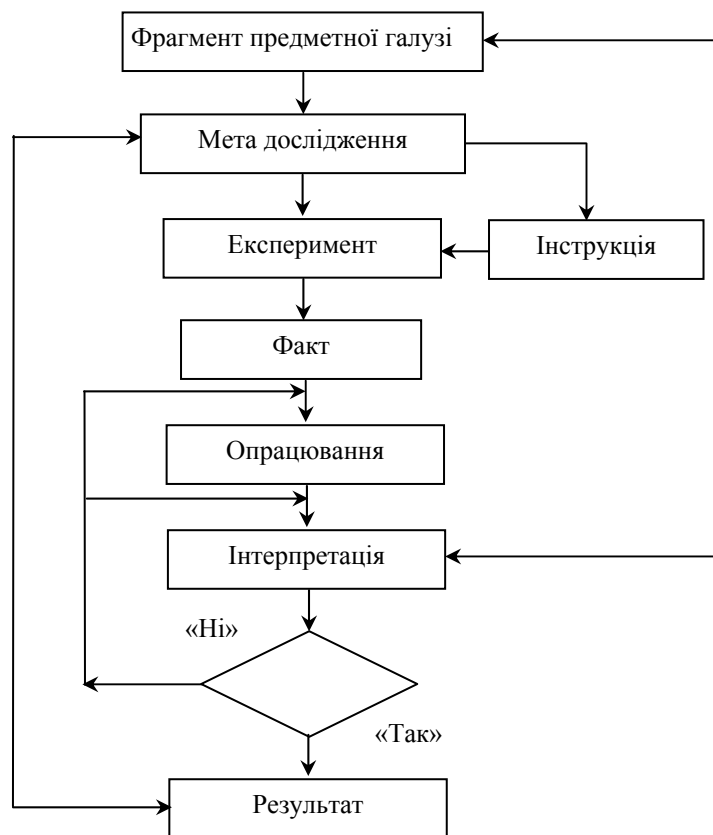 Фрагмент предметної галузі
Мета дослідження
Експеримент
Інструкція
Факт
Опрацювання
Інтерпретація
«Ні»
«Так»
Результат